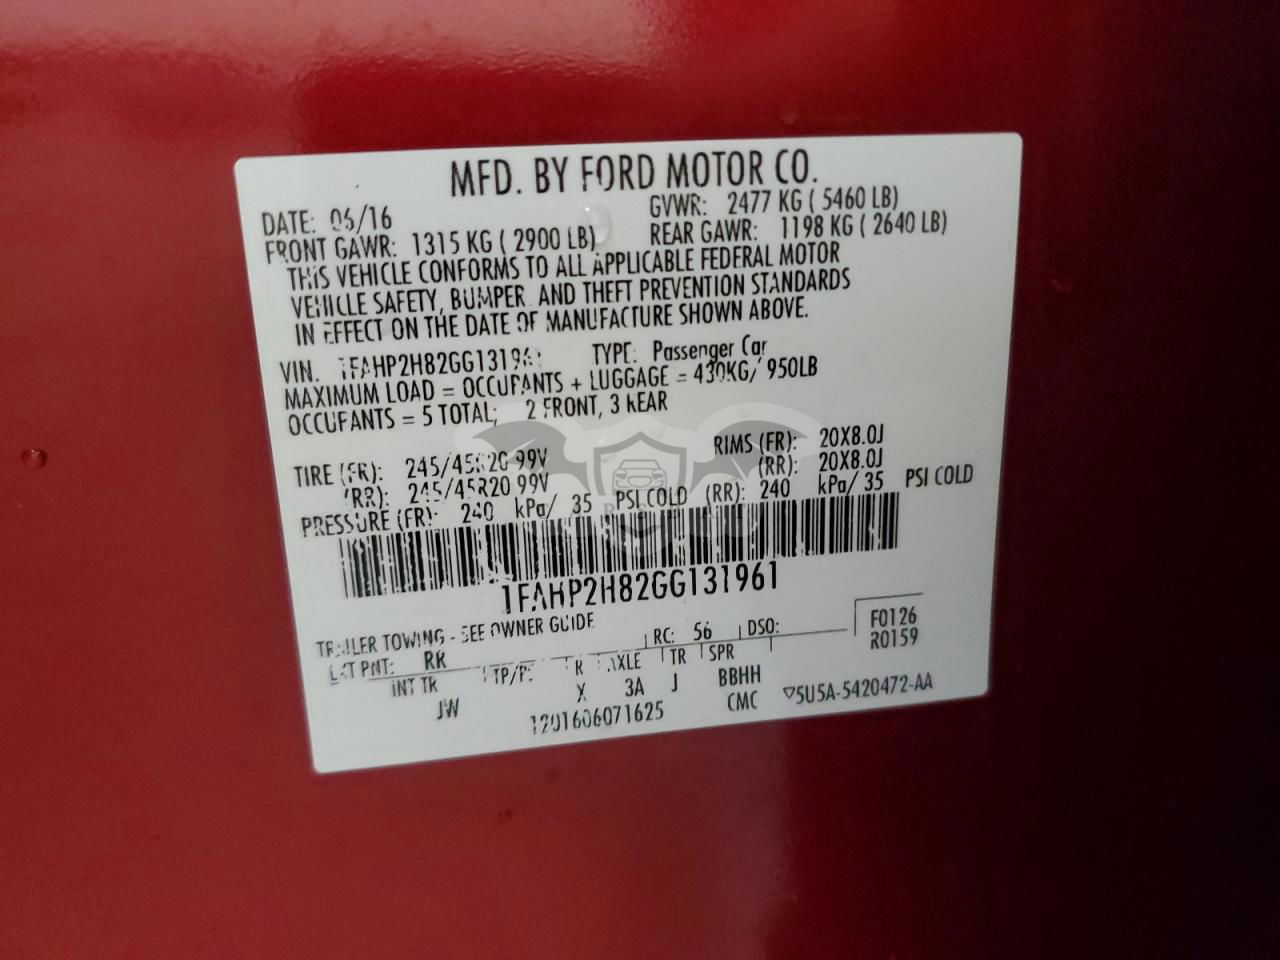 MFD. BY FORD MOTOR CO.
DATE: 06/16 GVWR: 2477 KG ( 5460 LB)
FRONT GAWR: 1315 KG ( 2900 LB) REAR GAWR: 1198 KG ( 2640 LB)
THIS VEHICLE CONFORMS TO ALL APPLICABLE FEDERAL MOTOR
VEHICLE SAFETY, BUMPER, AND THEFT PREVENTION STANDARDS
IN EFFECT ON THE DATE OF MANUFACTURE SHOWN ABOVE.
VIN: 1FAHP2H82GG131961 TYPE: Passenger Car
MAXIMUM LOAD = OCCUPANTS + LUGGAGE = 430KG/ 950LB
OCCUPANTS = 5 TOTAL; 2 FRONT, 3 REAR
TIRE (FR): 245/45R20 99V RIMS (FR): 20X8.0J
(RR): 245/45R20 99V (RR): 20X8.0J
PRESSURE (FR): 240 kPa/ 35 PSI COLD (RR): 240 kPa/ 35 PSI COLD
1FAHP2H82GG131961
TRAILER TOWING - SEE OWNER GUIDE
RC: 56 DSO: F0126
EXT PNT: RR R0159
INT TR TP/PS R AXLE TR SPR
JW X 3A J BBHH
1201606071625 CMC ▽5U5A-5420472-AA